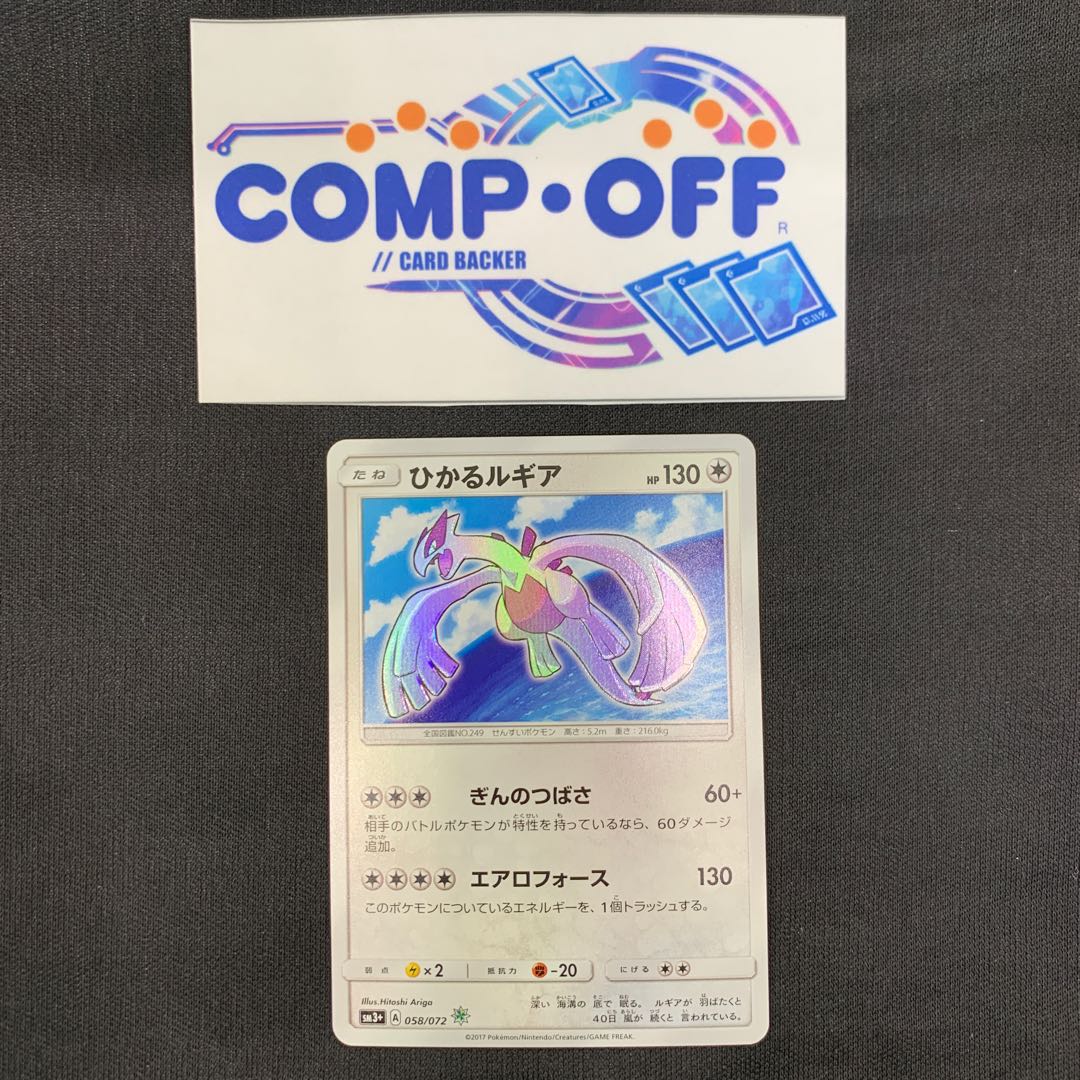 COMP・OFF
R
// CARD BACKER
たね ひかるルギア HP 130
全国図鑑NO.249 せんすいポケモン 高さ:5.2m 重さ:216.0kg
ぎんのつばさ 60+
相手のバトルポケモンが特性を持っているなら、60ダメージ
追加。
エアロフォース 130
このポケモンについているエネルギーを、1個トラッシュする。
弱点 ×2 抵抗力 -20 にげる
Illus.Hitoshi Ariga
深い 海溝の 底で 眠る。 ルギアが 羽ばたくと
40日 嵐が 続くと 言われている。
SM3+ A 058/072
©2017 Pokémon/Nintendo/Creatures/GAME FREAK.